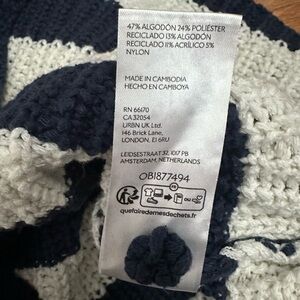 47% ALGODÓN 24% POLIÉSTER
RECICLADO 13% ALGODÓN
RECICLADO 11% ACRÍLICO 5%
NYLON
MADE IN CAMBODIA
HECHO EN CAMBOYA
RN 66170
CA 32054
URBN UK Ltd.
146 Brick Lane,
LONDON, E1 6RU
LEIDSESTRAAT 32, 1017 PB
AMSTERDAM, NETHERLANDS
OB1877494
FR
quefairedemesdechets.fr